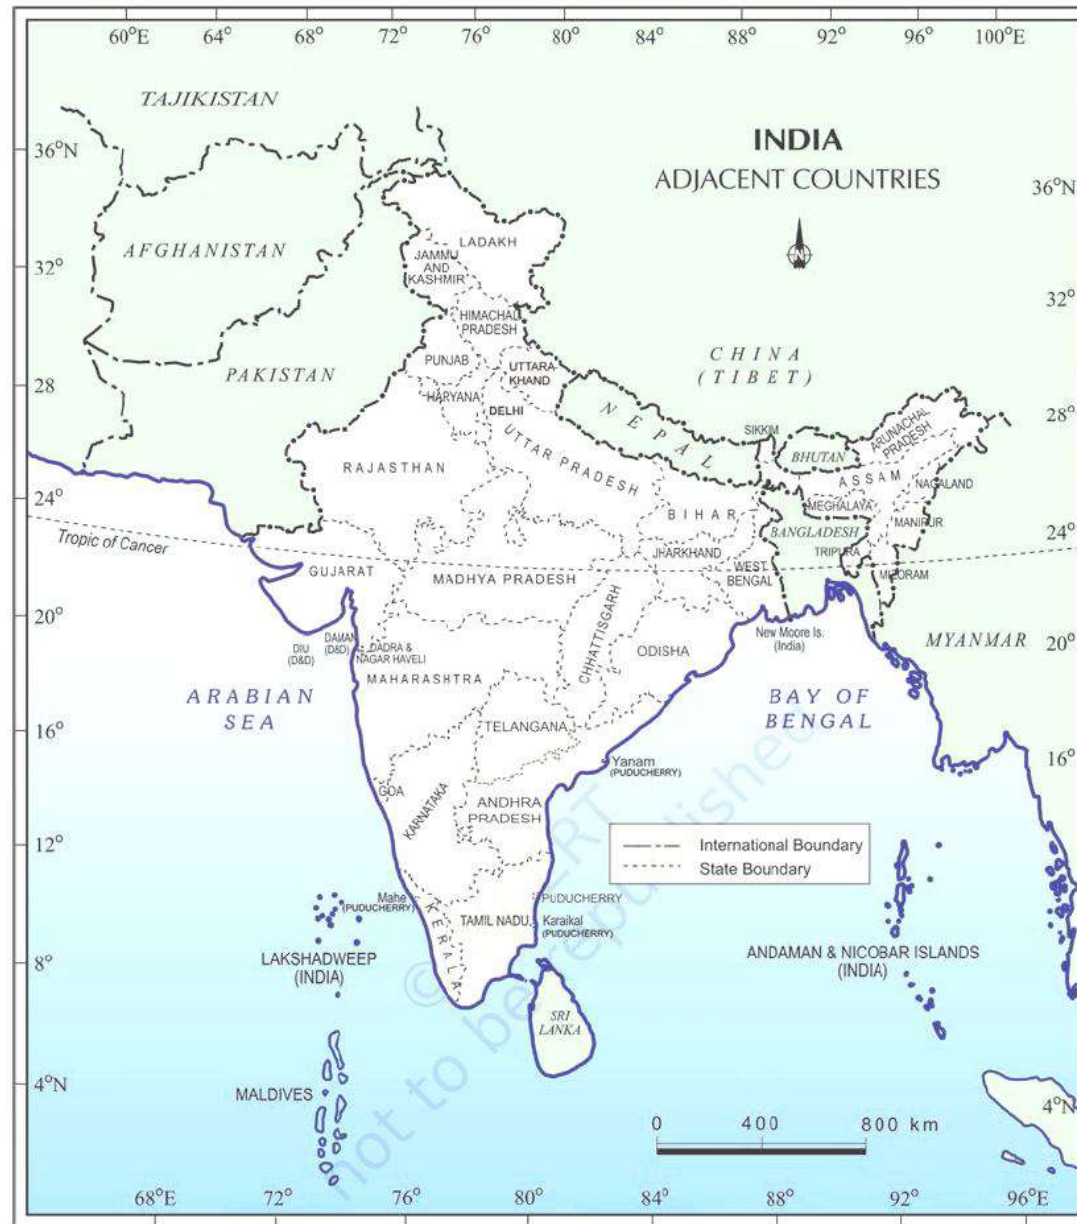 60°E 64° 68° 72° 76° 80° 84° 88° 92° 96° 100°E
TAJIKISTAN
INDIA
ADJACENT COUNTRIES
36°N
36°N
N
LADAKH
AFGHANISTAN
JAMMU
AND
KASHMIR
32°
32°
HIMACHAL
PRADESH
CHINA
(TIBET)
PUNJAB
UTTARA-
KHAND
PAKISTAN
28°
28°
HARYANA
DELHI
NEPAL
SIKKIM
ARUNACHAL
PRADESH
UTTAR PRADESH
BHUTAN
RAJASTHAN
ASSAM
NAGALAND
24°
24°
MEGHALAYA
BIHAR
MANIPUR
BANGLADESH
Tropic of Cancer
JHARKHAND
TRIPURA
GUJARAT
MADHYA PRADESH
WEST
BENGAL
MIZORAM
CHHATTISGARH
20°
20°
New Moore Is.
(India)
MYANMAR
DIU
(D&D)
DAMAN
(D&D)
DADRA &
NAGAR HAVELI
ODISHA
MAHARASHTRA
ARABIAN
SEA
BAY OF
BENGAL
16°
16°
TELANGANA
Yanam
(PUDUCHERRY)
GOA
KARNATAKA
ANDHRA
PRADESH
12°
12°
International Boundary
State Boundary
Mahe
(PUDUCHERRY)
KERALA
PUDUCHERRY
TAMIL NADU
Karaikal
(PUDUCHERRY)
LAKSHADWEEP
(INDIA)
ANDAMAN & NICOBAR ISLANDS
(INDIA)
8°
8°
SRI
LANKA
4°N
4°N
MALDIVES
0 400 800 km
68°E 72° 76° 80° 84° 88° 92° 96°E
© NCERT
not to be republished